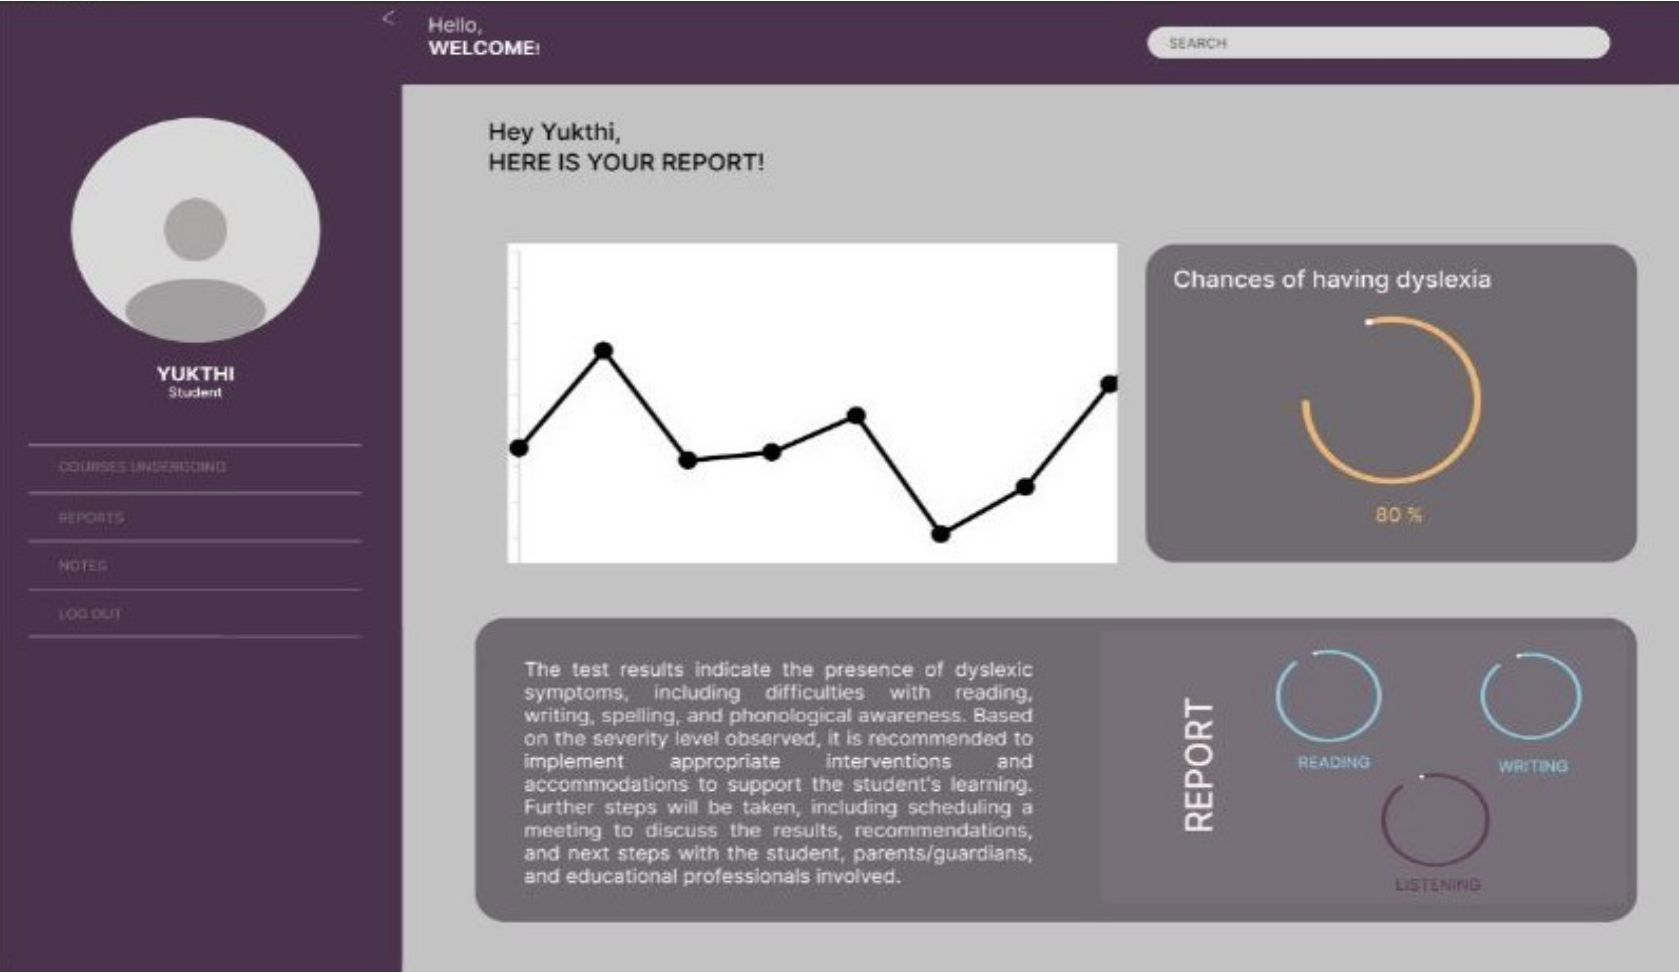 <
Hello,
WELCOME!
SEARCH
YUKTHI
Student
COURSES UNDERGOING
REPORTS
NOTES
LOG OUT
Hey Yukthi,
HERE IS YOUR REPORT!
Chances of having dyslexia
80 %
The test results indicate the presence of dyslexic
symptoms, including difficulties with reading,
writing, spelling, and phonological awareness. Based
on the severity level observed, it is recommended to
implement appropriate interventions and
accommodations to support the student's learning.
Further steps will be taken, including scheduling a
meeting to discuss the results, recommendations,
and next steps with the student, parents/guardians,
and educational professionals involved.
REPORT
READING
WRITING
LISTENING